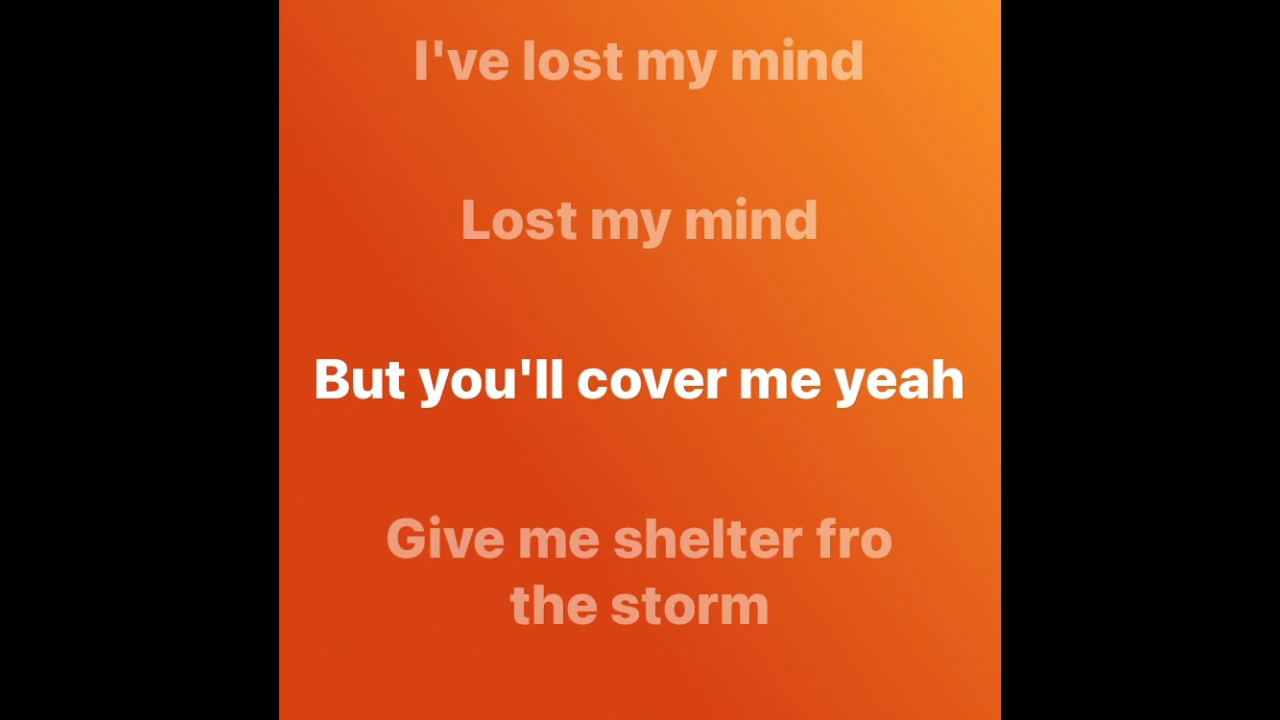 I've lost my mind
Lost my mind
But you'll cover me yeah
Give me shelter fro
the storm